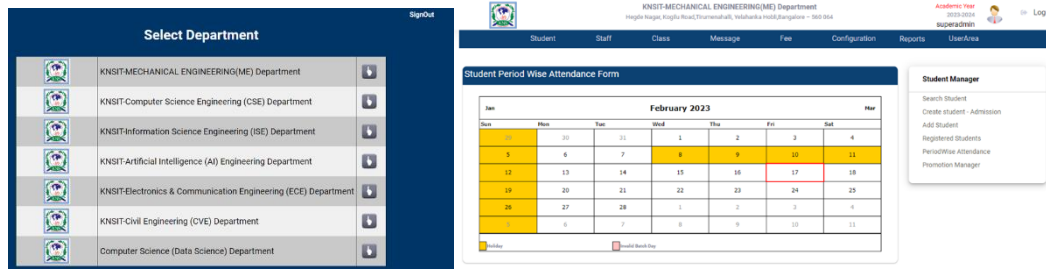 SignOut
Select Department
KNSIT-MECHANICAL ENGINEERING(ME) Department
KNSIT-Computer Science Engineering (CSE) Department
KNSIT-Information Science Engineering (ISE) Department
KNSIT-Artificial Intelligence (AI) Engineering Department
KNSIT-Electronics & Communication Engineering (ECE) Department
KNSIT-Civil Engineering (CVE) Department
Computer Science (Data Science) Department
KNSIT-MECHANICAL ENGINEERING(ME) Department
Hegde Nagar, Kogilu Road,Tirumenahalli, Yelahanka Hobli,Bangalore – 560 064
Academic Year
2023-2024
superadmin
Log
Student Staff Class Message Fee Configuration Reports UserArea
Student Period Wise Attendance Form
Jan February 2023 Mar
Sun Mon Tue Wed Thu Fri Sat
29 30 31 1 2 3 4
5 6 7 8 9 10 11
12 13 14 15 16 17 18
19 20 21 22 23 24 25
26 27 28 1 2 3 4
5 6 7 8 9 10 11
Holiday Invalid Batch Day
Student Manager
Search Student
Create student - Admission
Add Student
Registered Students
PeriodWise Attendance
Promotion Manager